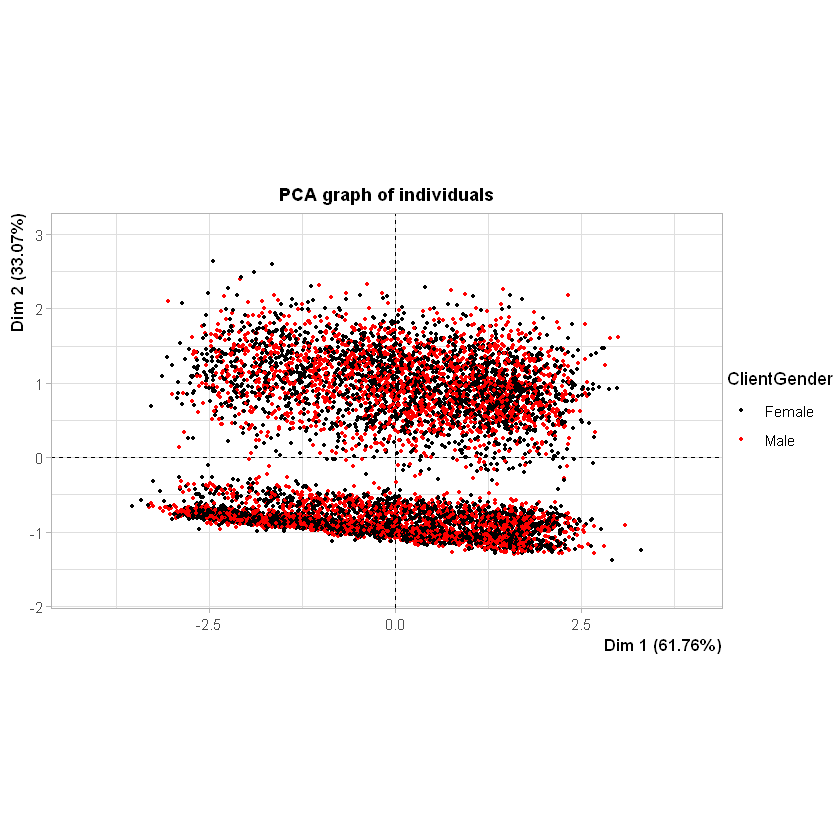 PCA graph of individuals
Dim 2 (33.07%)
3
2
1
0
-1
-2
-2.5
0.0
2.5
Dim 1 (61.76%)
ClientGender
Female
Male